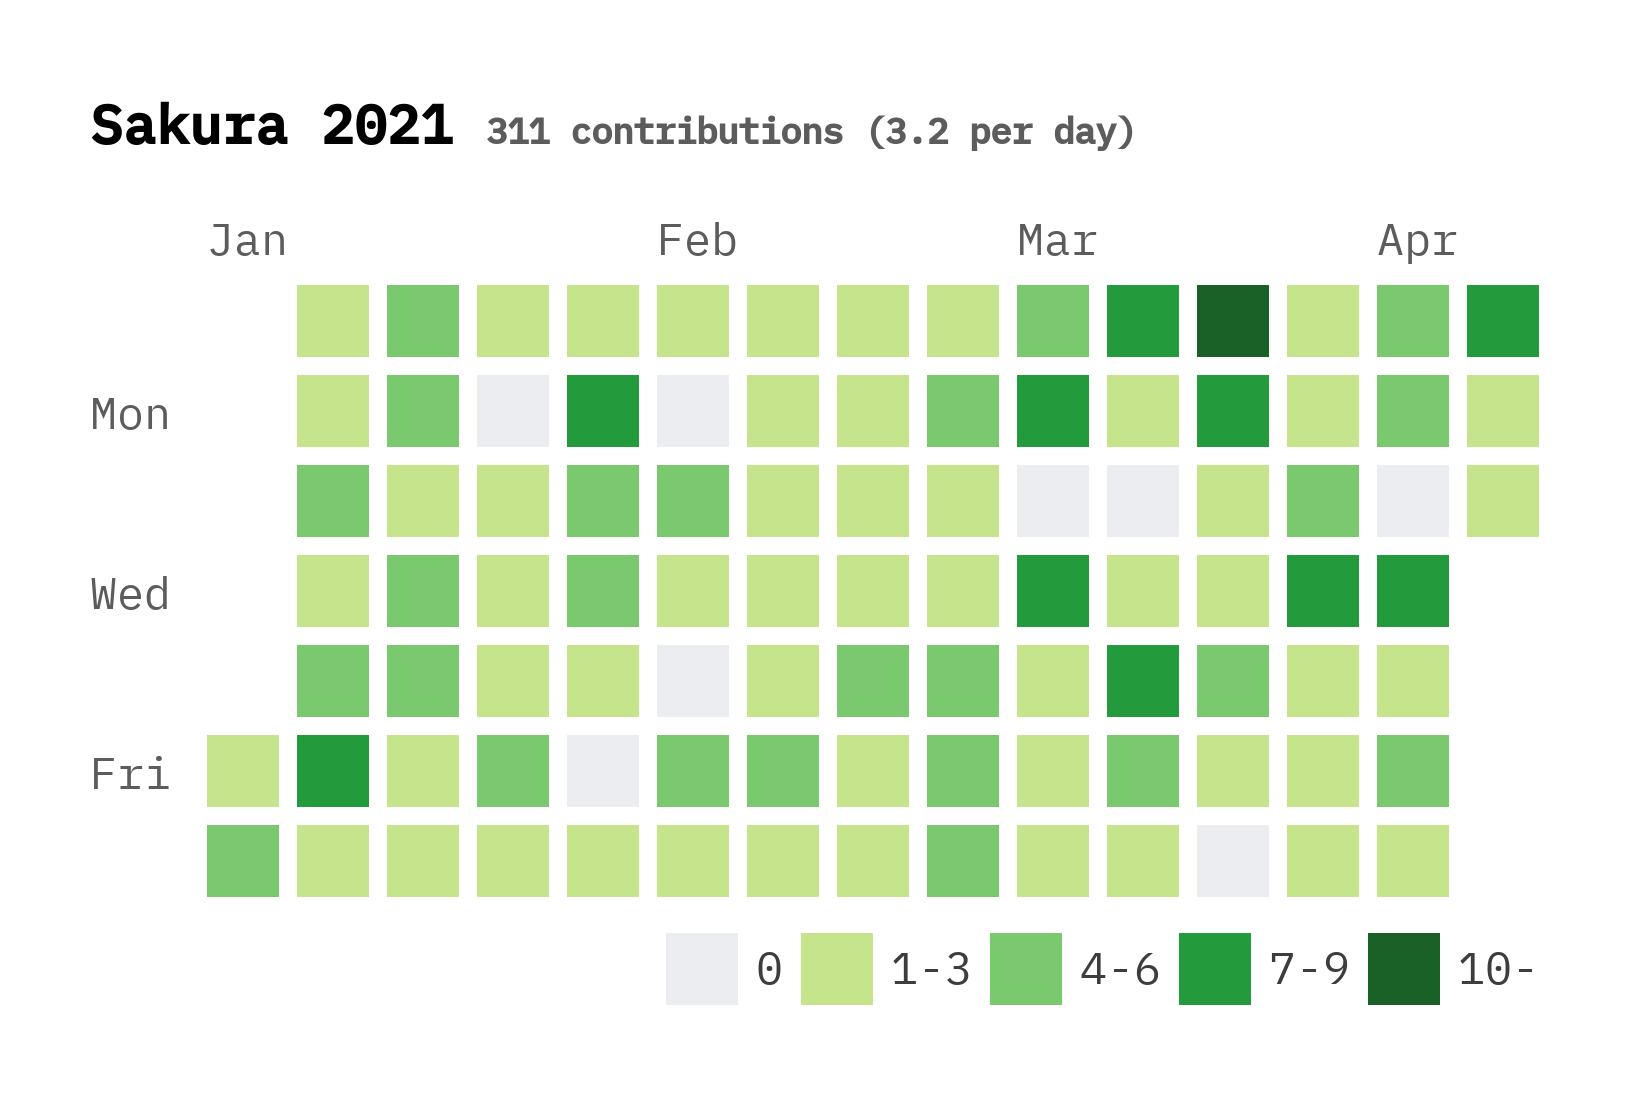 Sakura 2021 311 contributions (3.2 per day)
Jan Feb Mar Apr
Mon
Wed
Fri
0 1-3 4-6 7-9 10-